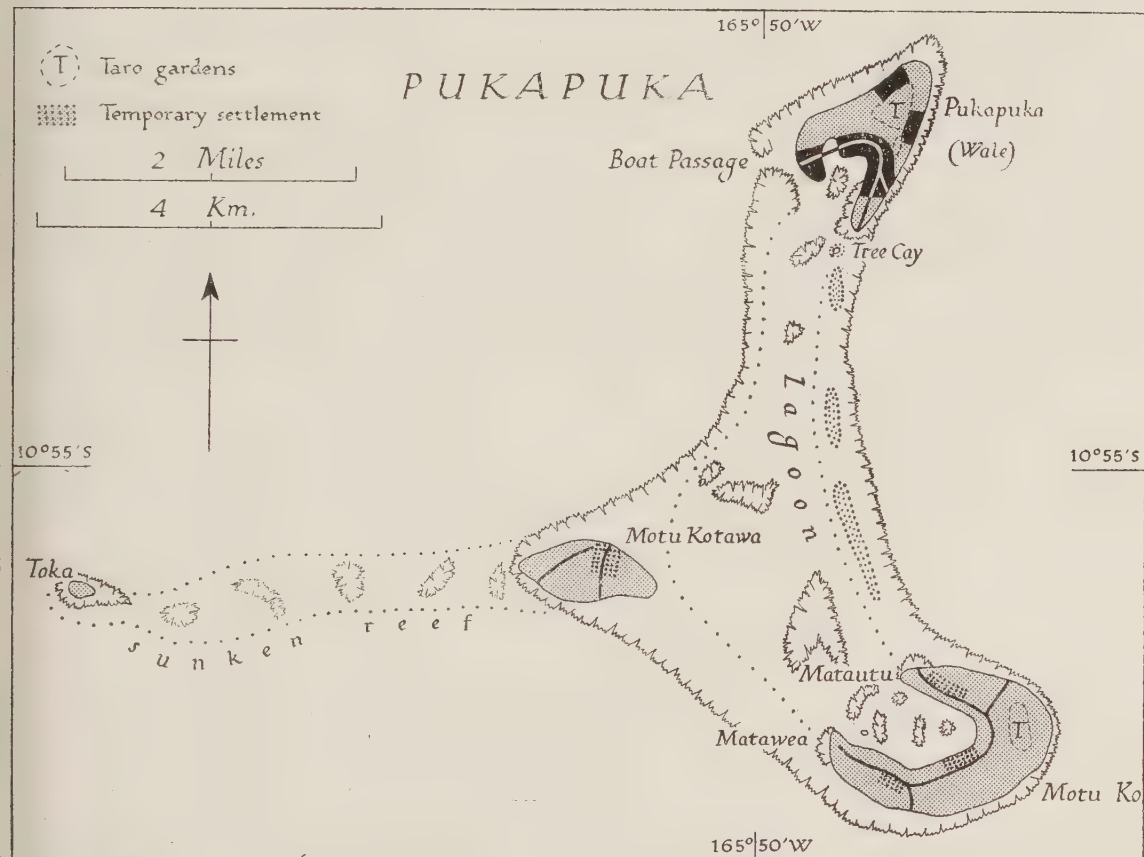 165° 50'W
T Taro gardens
Temporary settlement
PUKAPUKA
2 Miles
4 Km.
Boat Passage
T
Pukapuka
(Wale)
Tree Cay
Lagoon
10°55'S
10°55'S
Motu Kotawa
Toka
sunken reef
Matautu
T
Matawea
Motu Ko
165° 50'W